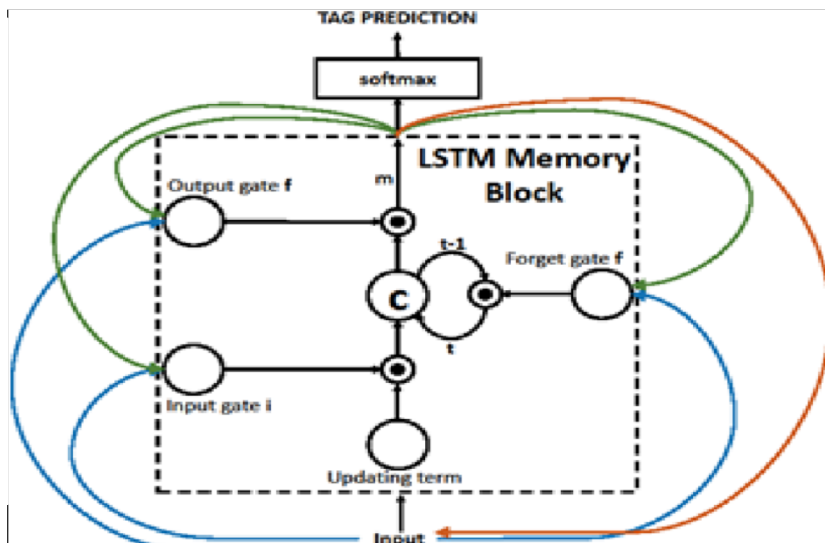 TAG PREDICTION
softmax
LSTM Memory
Block
m
Output gate f
t-1
Forget gate f
C
t
Input gate i
Updating term
Input